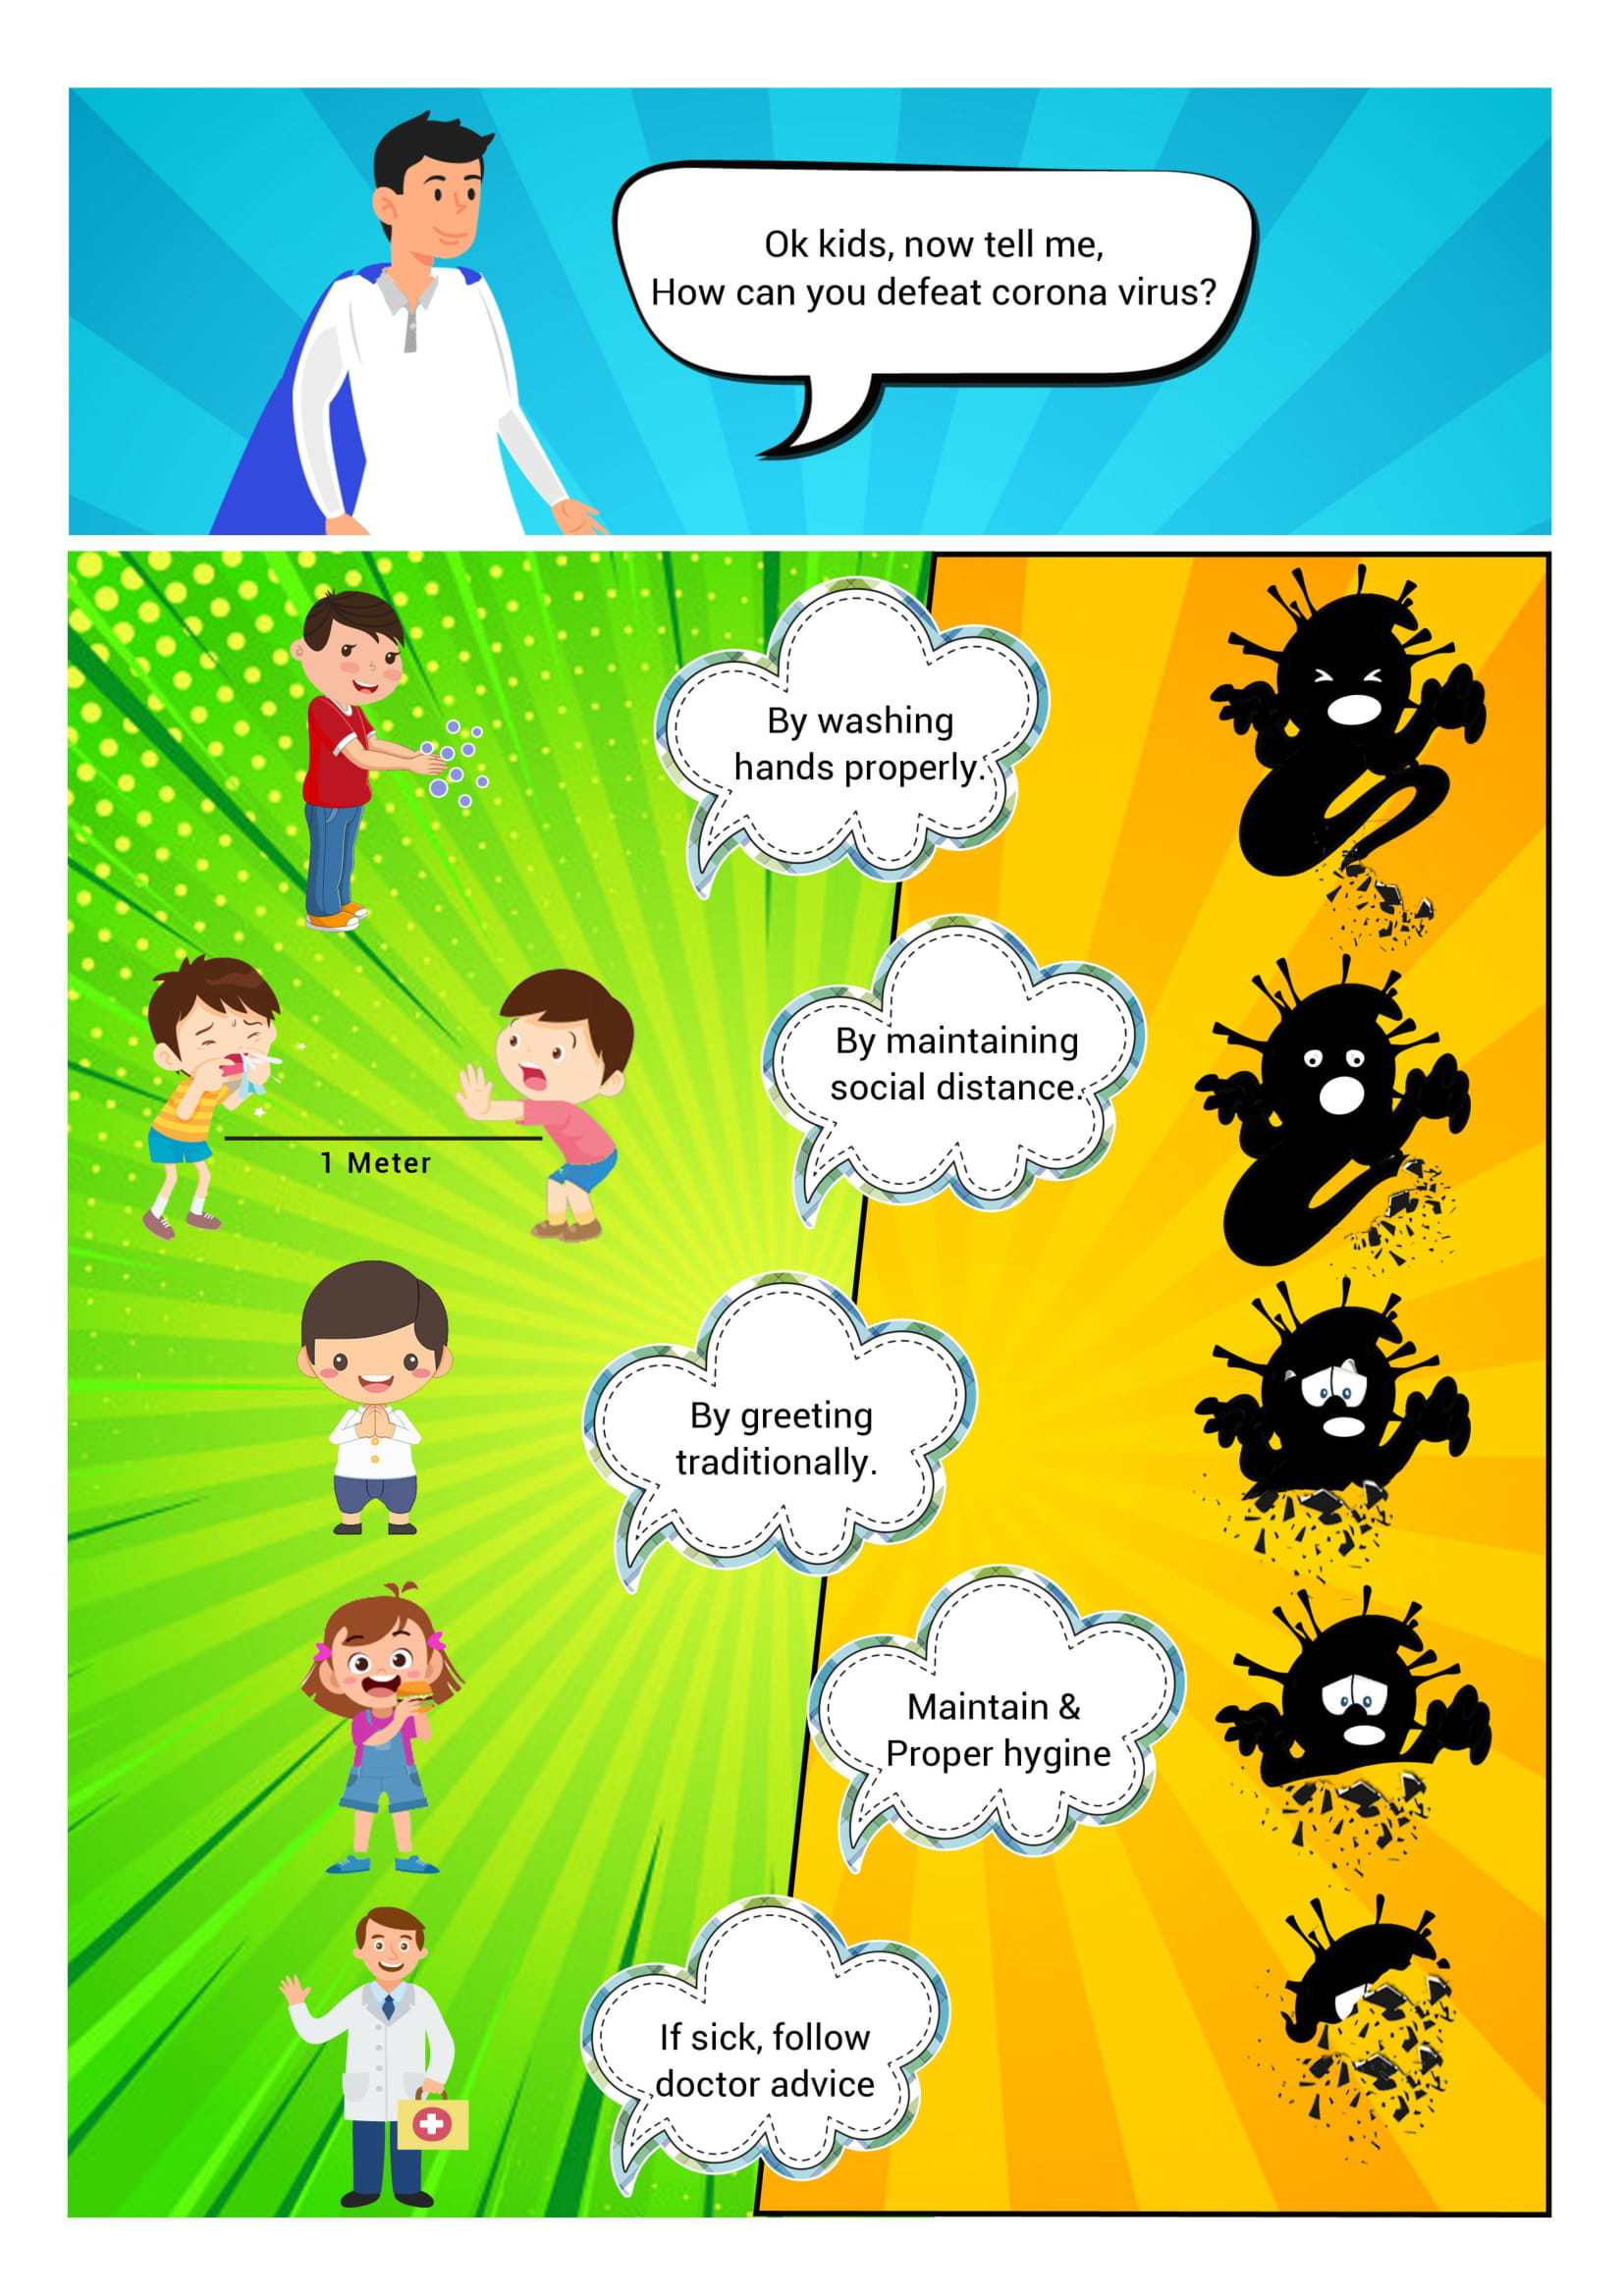 Ok kids, now tell me,
How can you defeat corona virus?
By washing
hands properly.
By maintaining
social distance.
1 Meter
By greeting
traditionally.
Maintain &
Proper hygine
If sick, follow
doctor advice